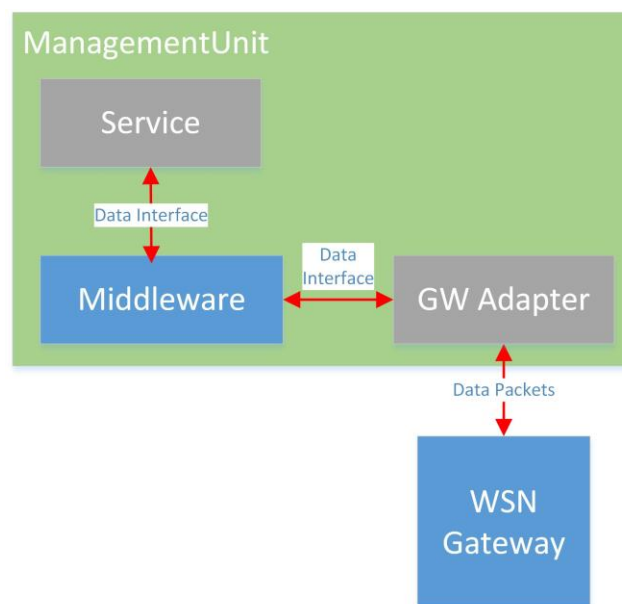 ManagementUnit
Service
Data Interface
Middleware
Data
Interface
GW Adapter
Data Packets
WSN
Gateway